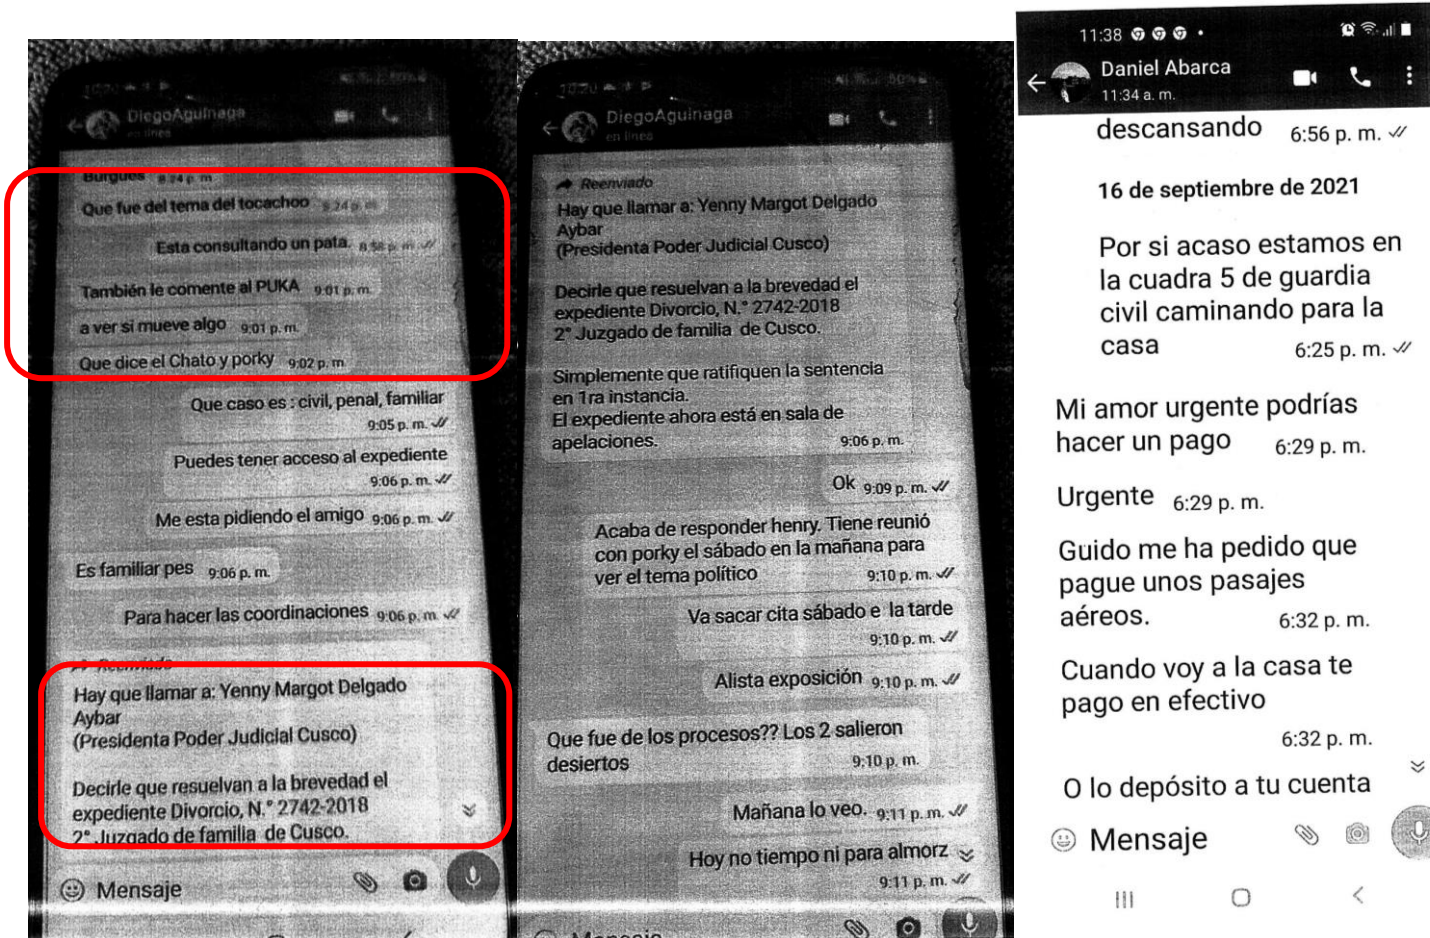 DiegoAguinaga
en línea
Burgues 8:24 p. m.
Que fue del tema del tocachoo 8:24 p. m.
Esta consultando un pata. 8:58 p. m.
También le comente al PUKA 9:01 p. m.
a ver si mueve algo 9:01 p. m.
Que dice el Chato y porky 9:02 p. m.
Que caso es : civil, penal, familiar
9:05 p. m.
Puedes tener acceso al expediente
9:06 p. m.
Me esta pidiendo el amigo 9:06 p. m.
Es familiar pes 9:06 p. m.
Para hacer las coordinaciones 9:06 p. m.
Reenviado
Hay que llamar a: Yenny Margot Delgado
Aybar
(Presidenta Poder Judicial Cusco)
Decirle que resuelvan a la brevedad el
expediente Divorcio, N.° 2742-2018
2° Juzgado de familia de Cusco.
Mensaje
DiegoAguinaga
en línea
Reenviado
Hay que llamar a: Yenny Margot Delgado
Aybar
(Presidenta Poder Judicial Cusco)
Decirle que resuelvan a la brevedad el
expediente Divorcio, N.° 2742-2018
2° Juzgado de familia de Cusco.
Simplemente que ratifiquen la sentencia
en 1ra instancia.
El expediente ahora está en sala de
apelaciones. 9:06 p. m.
Ok 9:09 p. m.
Acaba de responder henry. Tiene reunió
con porky el sábado en la mañana para
ver el tema político 9:10 p. m.
Va sacar cita sábado e la tarde
9:10 p. m.
Alista exposición 9:10 p. m.
Que fue de los procesos?? Los 2 salieron
desiertos 9:10 p. m.
Mañana lo veo. 9:11 p. m.
Hoy no tiempo ni para almorz
9:11 p. m.
Mensaje
11:38
Daniel Abarca
11:34 a. m.
descansando 6:56 p. m.
16 de septiembre de 2021
Por si acaso estamos en
la cuadra 5 de guardia
civil caminando para la
casa 6:25 p. m.
Mi amor urgente podrías
hacer un pago 6:29 p. m.
Urgente 6:29 p. m.
Guido me ha pedido que
pague unos pasajes
aéreos. 6:32 p. m.
Cuando voy a la casa te
pago en efectivo
6:32 p. m.
O lo depósito a tu cuenta
Mensaje